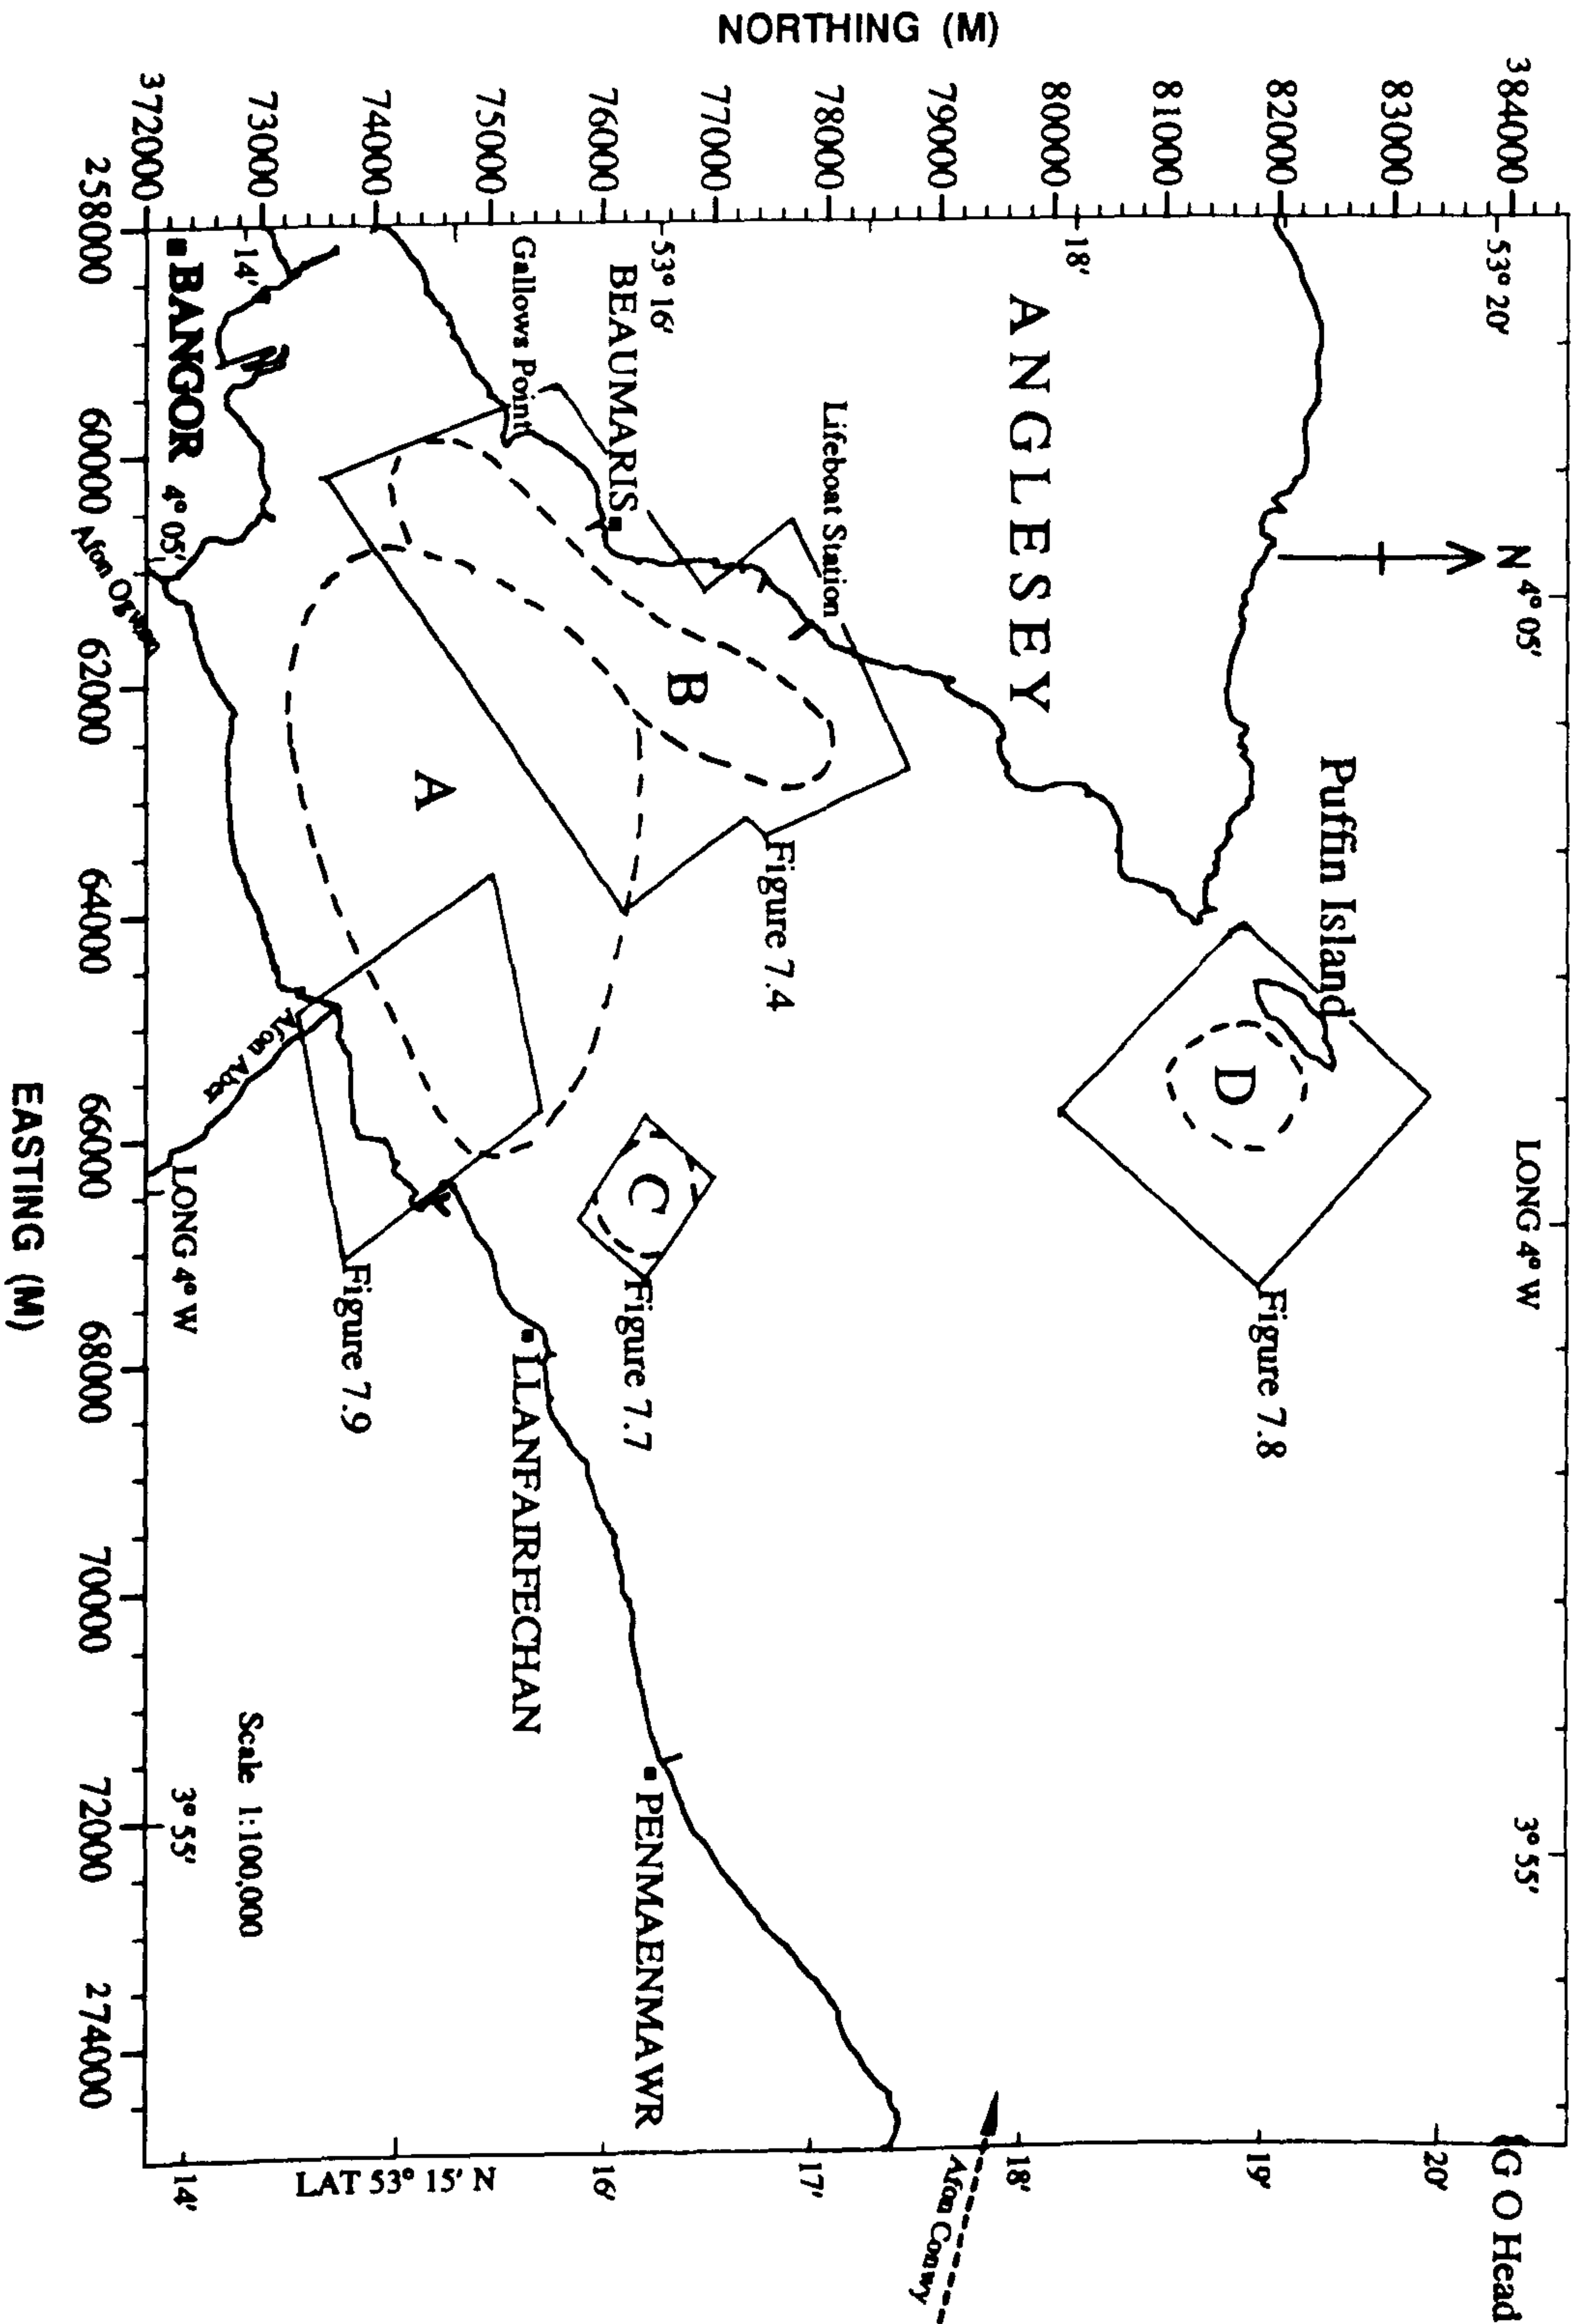 NORTHING (M)
384000
83000
82000
81000
80000
79000
78000
77000
76000
75000
74000
73000
372000
53° 20'
18'
53° 16'
14'
N
4° 05'
LONG 4° W
3° 55'
G O Head
20'
19'
18'
17'
16'
LAT 53° 15' N
14'
Puffin Island
D
Figure 7.8
ANGLESEY
Lifeboat Station
BEAUMARIS
Gallows Point
B
Figure 7.4
A
C
Figure 7.7
Afon Conwy
PENMAENMAWR
LLANFAIRFECHAN
Figure 7.9
Afon Aber
BANGOR
4° 05'
Afon Ogwen
LONG 4° W
3° 55'
Scale 1:100,000
258000
60000
62000
64000
66000
68000
70000
72000
274000
EASTING (M)